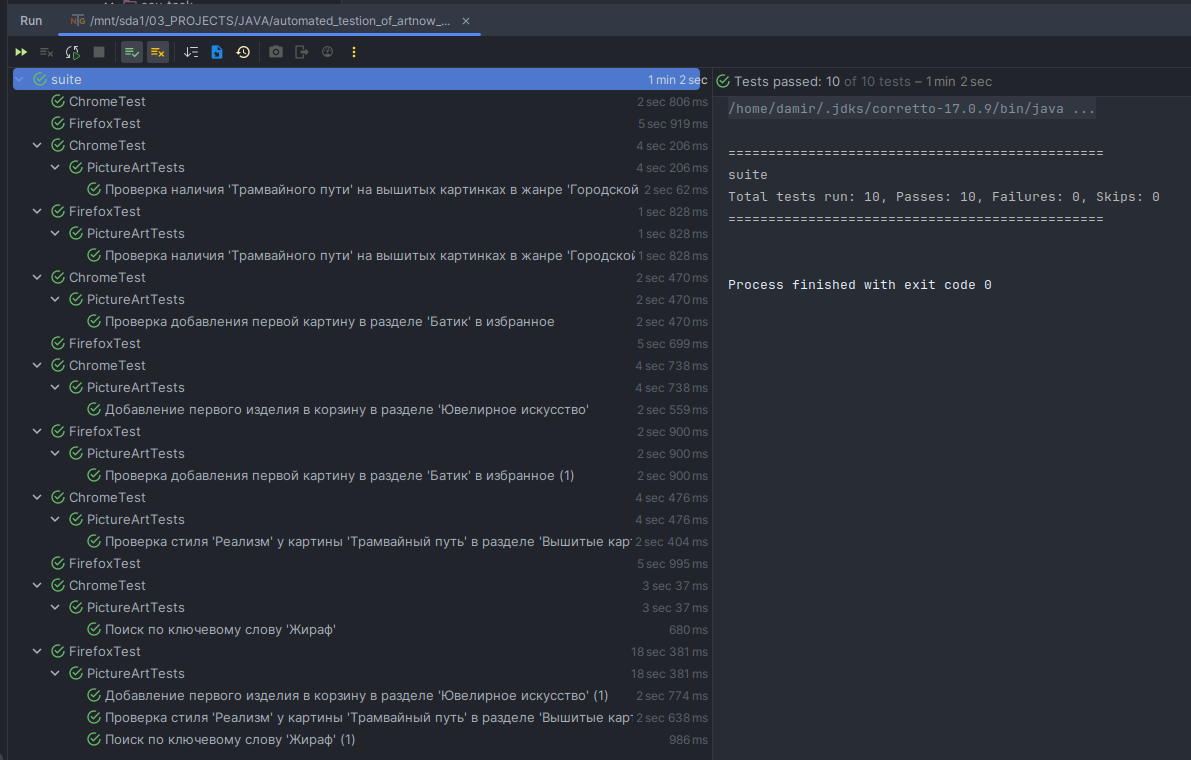 Run /mnt/sda1/03_PROJECTS/JAVA/automated_testion_of_artnow_...
suite 1 min 2 sec
ChromeTest 2 sec 806 ms
FirefoxTest 5 sec 919 ms
ChromeTest 4 sec 206 ms
PictureArtTests 4 sec 206 ms
Проверка наличия 'Трамвайного пути' на вышитых картинках в жанре 'Городской 2 sec 62 ms
FirefoxTest 1 sec 828 ms
PictureArtTests 1 sec 828 ms
Проверка наличия 'Трамвайного пути' на вышитых картинках в жанре 'Городской 1 sec 828 ms
ChromeTest 2 sec 470 ms
PictureArtTests 2 sec 470 ms
Проверка добавления первой картину в разделе 'Батик' в избранное 2 sec 470 ms
FirefoxTest 5 sec 699 ms
ChromeTest 4 sec 738 ms
PictureArtTests 4 sec 738 ms
Добавление первого изделия в корзину в разделе 'Ювелирное искусство' 2 sec 559 ms
FirefoxTest 2 sec 900 ms
PictureArtTests 2 sec 900 ms
Проверка добавления первой картину в разделе 'Батик' в избранное (1) 2 sec 900 ms
ChromeTest 4 sec 476 ms
PictureArtTests 4 sec 476 ms
Проверка стиля 'Реализм' у картины 'Трамвайный путь' в разделе 'Вышитые кар 2 sec 404 ms
FirefoxTest 5 sec 995 ms
ChromeTest 3 sec 37 ms
PictureArtTests 3 sec 37 ms
Поиск по ключевому слову 'Жираф' 680 ms
FirefoxTest 18 sec 381 ms
PictureArtTests 18 sec 381 ms
Добавление первого изделия в корзину в разделе 'Ювелирное искусство' (1) 2 sec 774 ms
Проверка стиля 'Реализм' у картины 'Трамвайный путь' в разделе 'Вышитые кар 2 sec 638 ms
Поиск по ключевому слову 'Жираф' (1) 986 ms
Tests passed: 10 of 10 tests – 1 min 2 sec
/home/damir/.jdks/corretto-17.0.9/bin/java ...
===============================================
suite
Total tests run: 10, Passes: 10, Failures: 0, Skips: 0
===============================================
Process finished with exit code 0